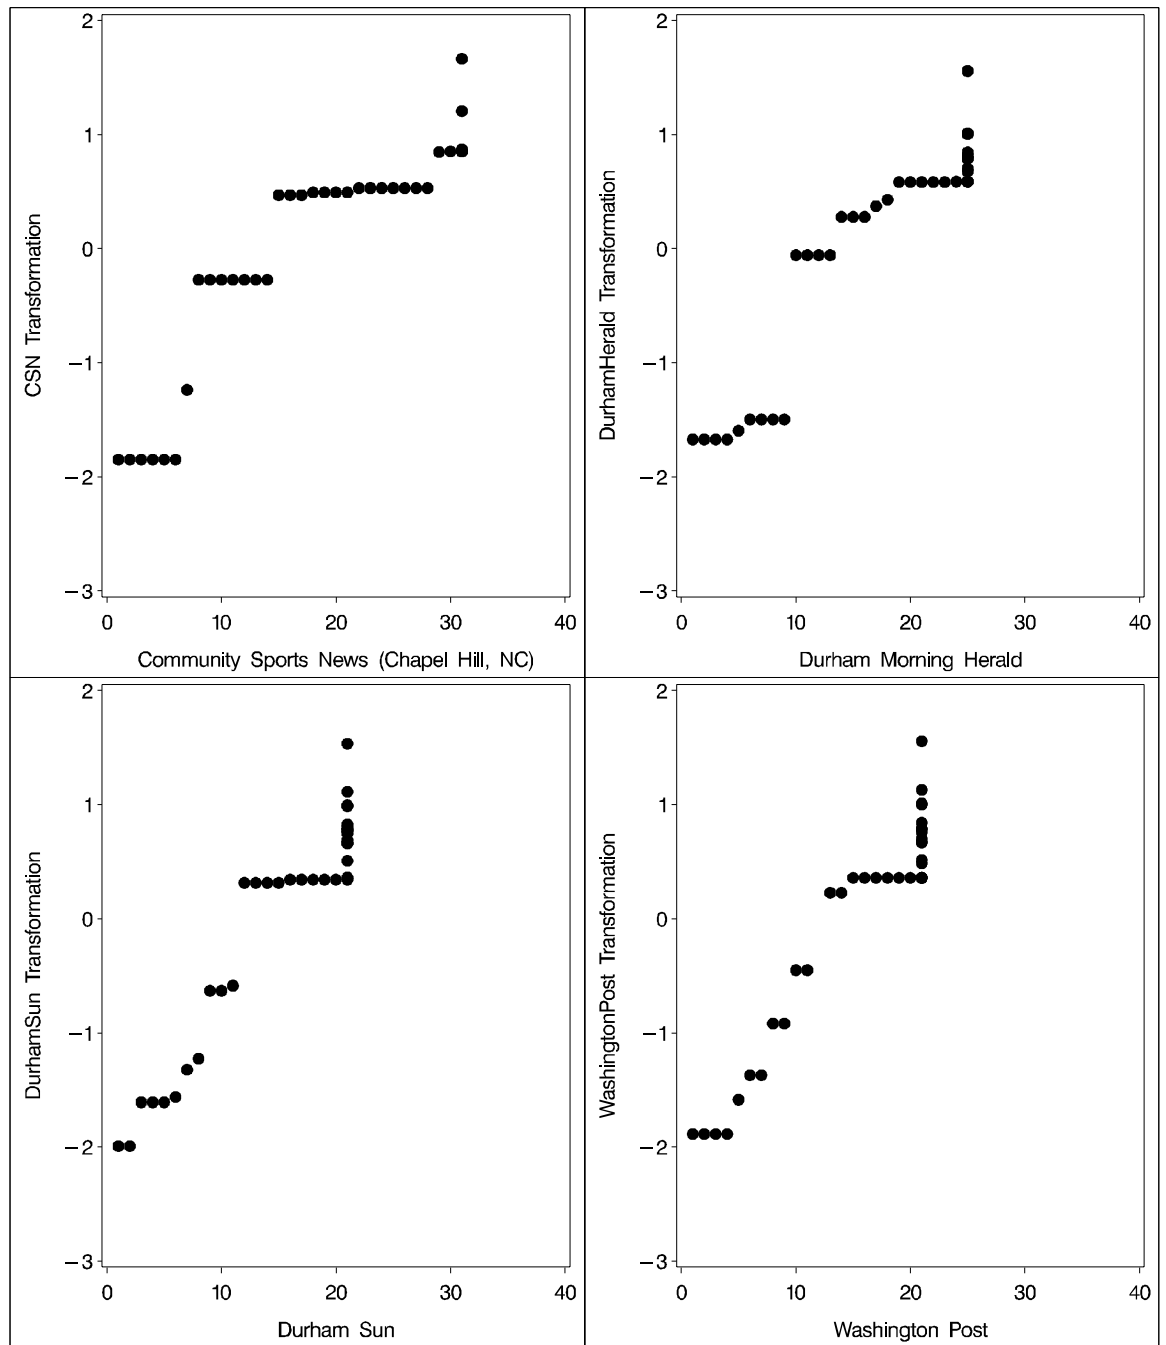 2
1
0
−1
−2
−3
CSN Transformation
0 10 20 30 40
Community Sports News (Chapel Hill, NC)
2
1
0
−1
−2
−3
DurhamHerald Transformation
0 10 20 30 40
Durham Morning Herald
2
1
0
−1
−2
−3
DurhamSun Transformation
0 10 20 30 40
Durham Sun
2
1
0
−1
−2
−3
WashingtonPost Transformation
0 10 20 30 40
Washington Post